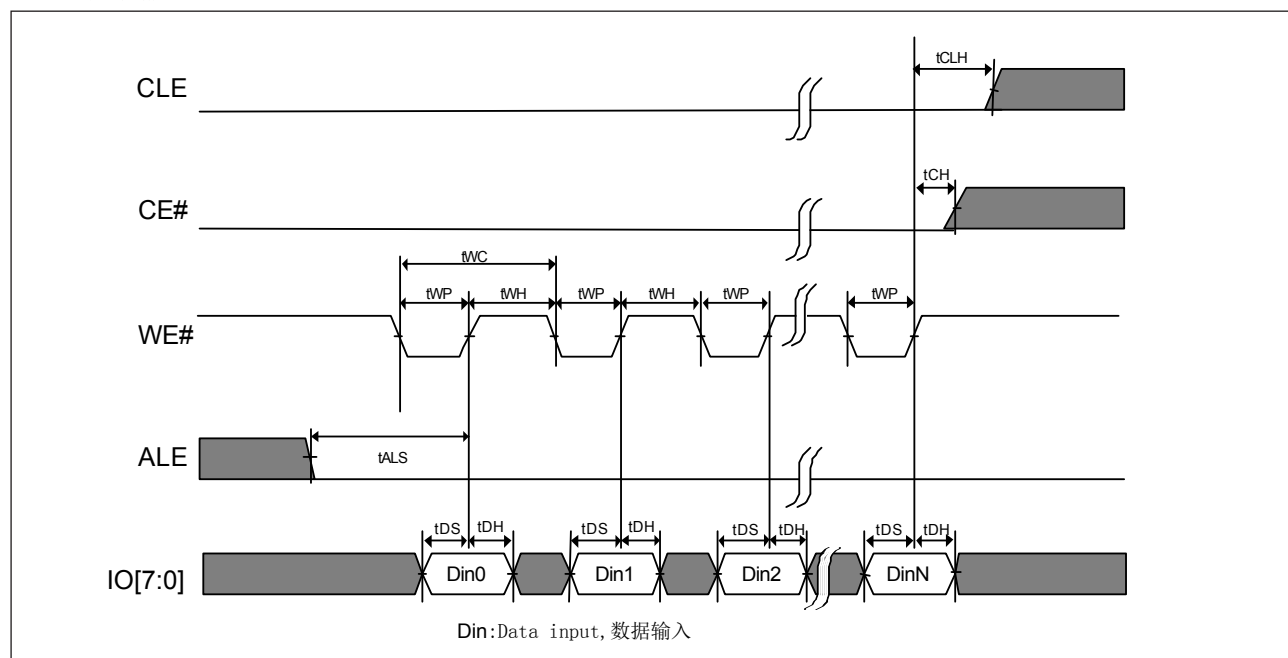 tCLH
CLE
tCH
CE#
tWC
tWP tWH tWP tWH tWP tWP
WE#
ALE
tALS
tDS tDH tDS tDH tDS tDH tDS tDH
IO[7:0] Din0 Din1 Din2 DinN
Din:Data input,数据输入